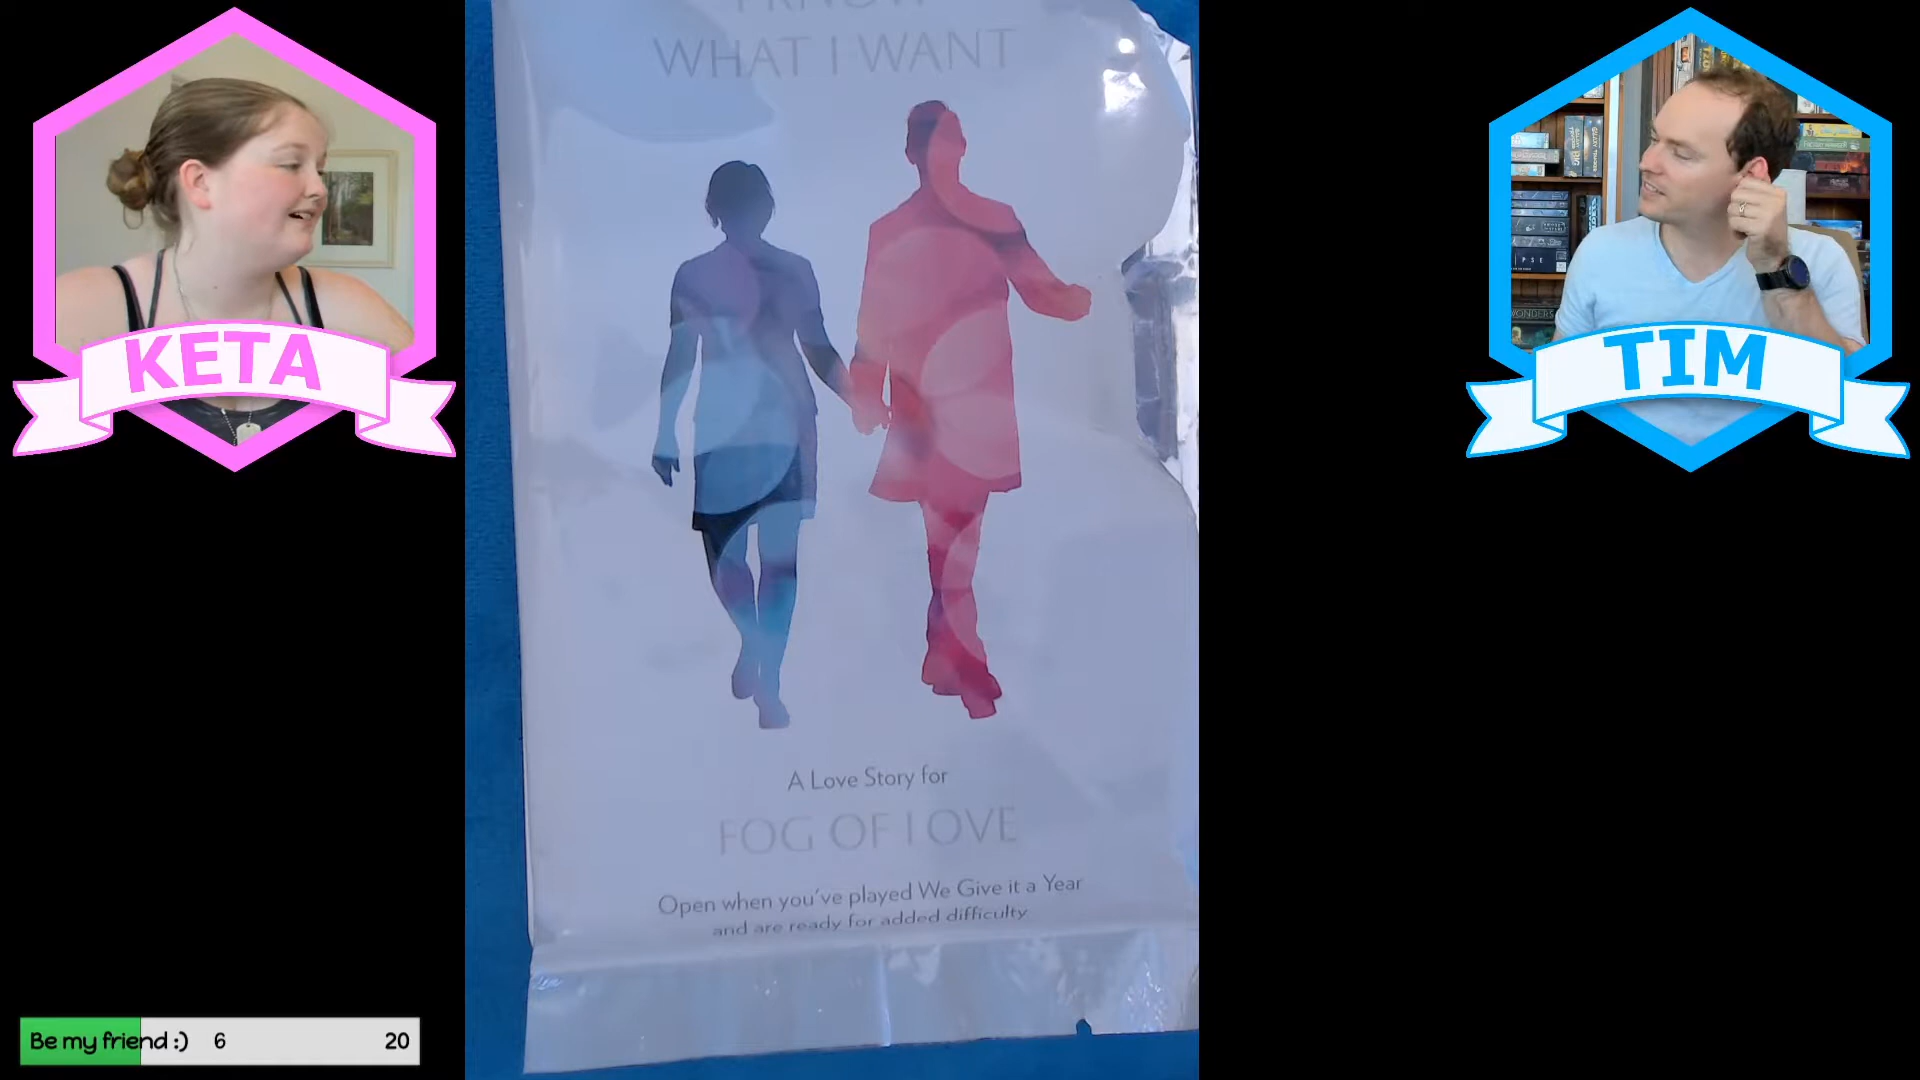 WHAT I WANT
KETA
TIM
A Love Story for
FOG OF LOVE
Open when you've played We Give it a Year
and are ready for added difficulty
Be my friend :) 6 20